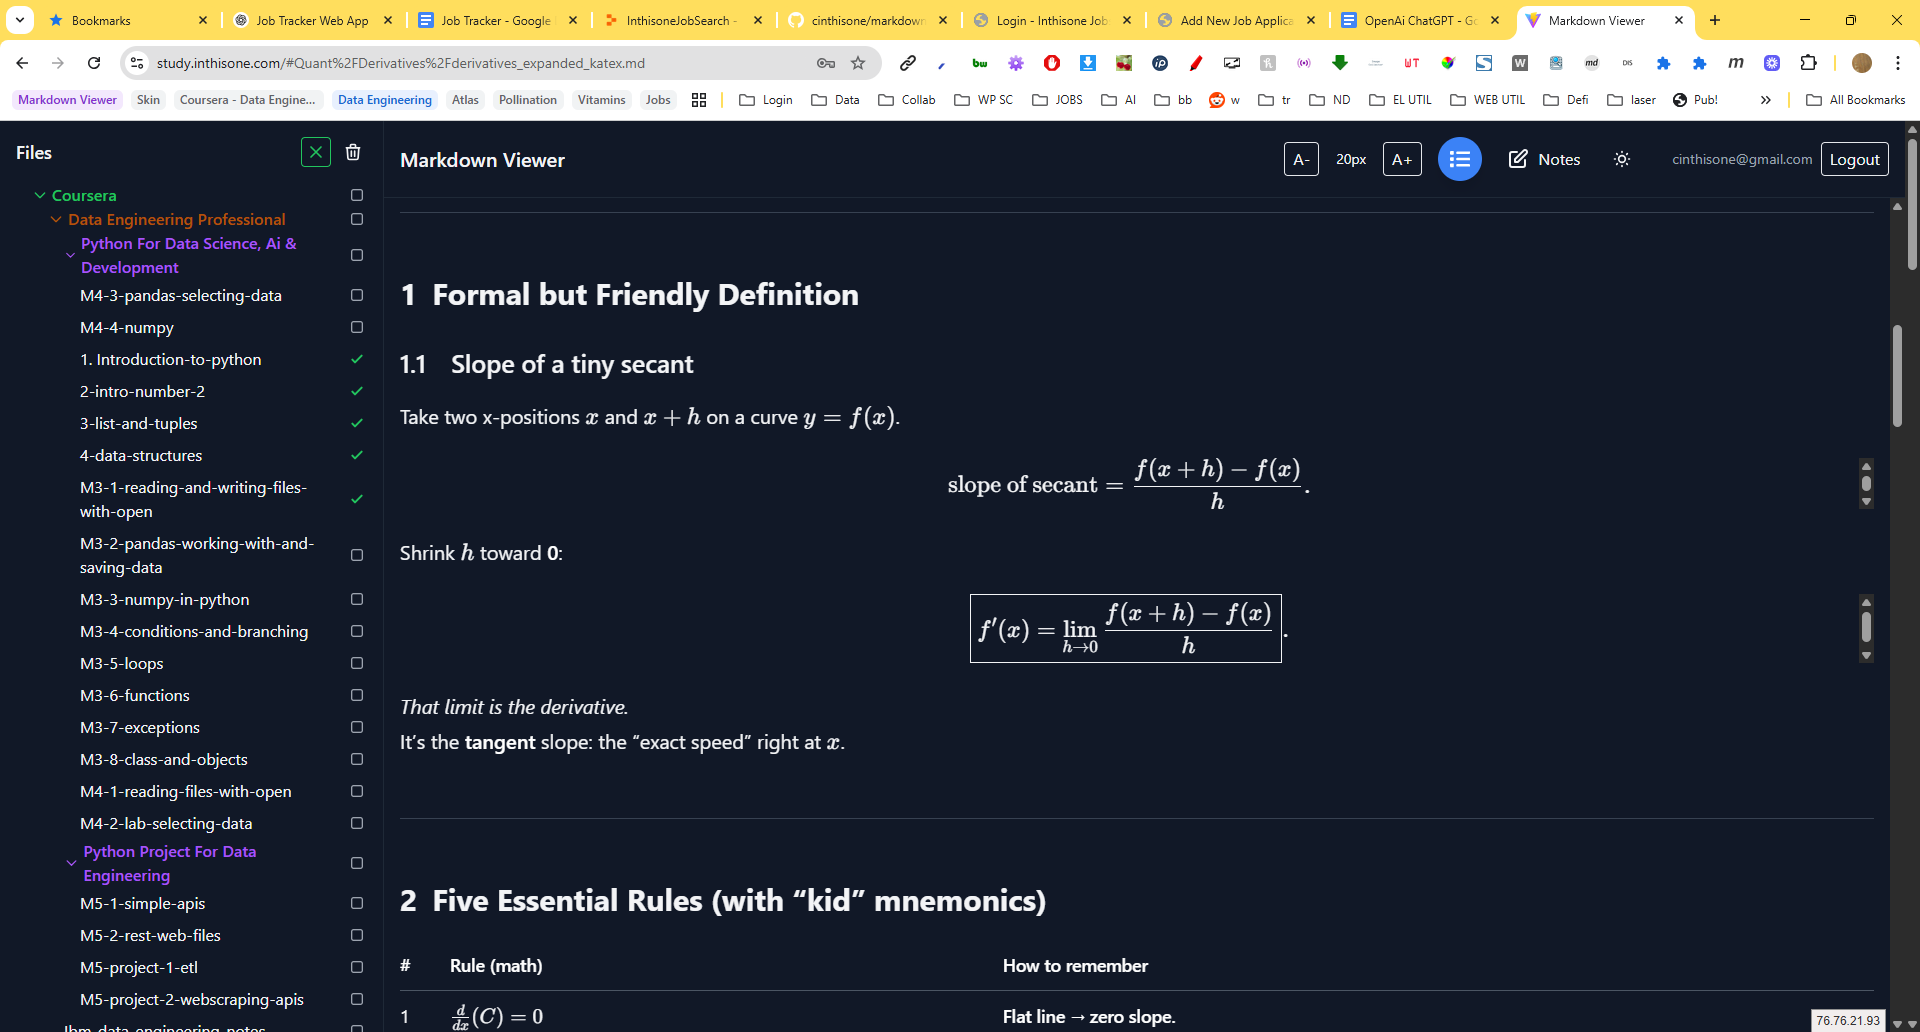 Bookmarks
Job Tracker Web App
Job Tracker - Google
InthisoneJobSearch -
cinthisone/markdown
Login - Inthisone Job
Add New Job Applica
OpenAi ChatGPT - Go
Markdown Viewer
study.inthisone.com/#Quant%2FDerivatives%2Fderivatives_expanded_katex.md
Markdown Viewer
Skin
Coursera - Data Engine...
Data Engineering
Atlas
Pollination
Vitamins
Jobs
Login
Data
Collab
WP SC
JOBS
AI
bb
w
tr
ND
EL UTIL
WEB UTIL
Defi
laser
Pub!
All Bookmarks
Files
Markdown Viewer
A-
20px
A+
Notes
cinthisone@gmail.com
Logout
Coursera
Data Engineering Professional
Python For Data Science, Ai &
Development
M4-3-pandas-selecting-data
M4-4-numpy
1. Introduction-to-python
2-intro-number-2
3-list-and-tuples
4-data-structures
M3-1-reading-and-writing-files-
with-open
M3-2-pandas-working-with-and-
saving-data
M3-3-numpy-in-python
M3-4-conditions-and-branching
M3-5-loops
M3-6-functions
M3-7-exceptions
M3-8-class-and-objects
M4-1-reading-files-with-open
M4-2-lab-selecting-data
Python Project For Data
Engineering
M5-1-simple-apis
M5-2-rest-web-files
M5-project-1-etl
M5-project-2-webscraping-apis
Ibm-data-engineering-notes
1 Formal but Friendly Definition
1.1 Slope of a tiny secant
Take two x-positions x and x + h on a curve y = f(x).
slope of secant = \frac{f(x + h) − f(x)}{h}.
Shrink h toward 0:
f′(x) = \lim_{h→0} \frac{f(x + h) − f(x)}{h}.
That limit is the derivative.
It’s the tangent slope: the “exact speed” right at x.
2 Five Essential Rules (with “kid” mnemonics)
# Rule (math) How to remember
1 \frac{d}{dx}(C) = 0 Flat line → zero slope.
76.76.21.93